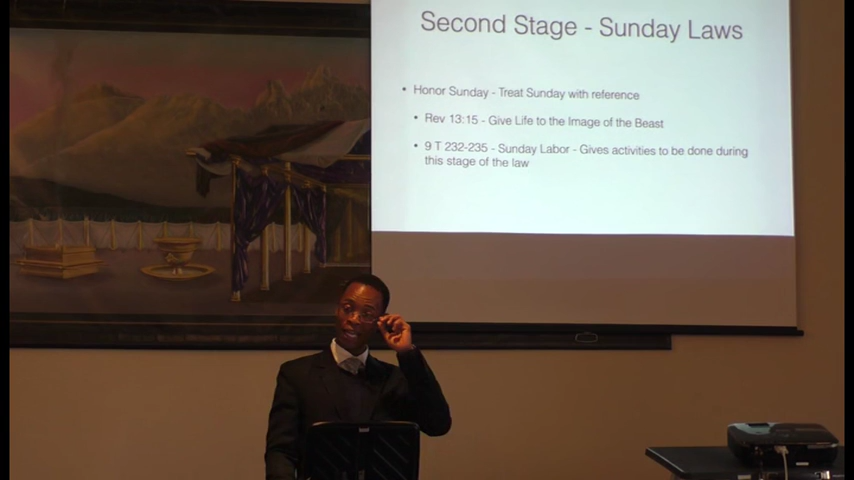 Second Stage - Sunday Laws
• Honor Sunday - Treat Sunday with reference
• Rev 13:15 - Give Life to the Image of the Beast
• 9 T 232-235 - Sunday Labor - Gives activities to be done during
this stage of the law